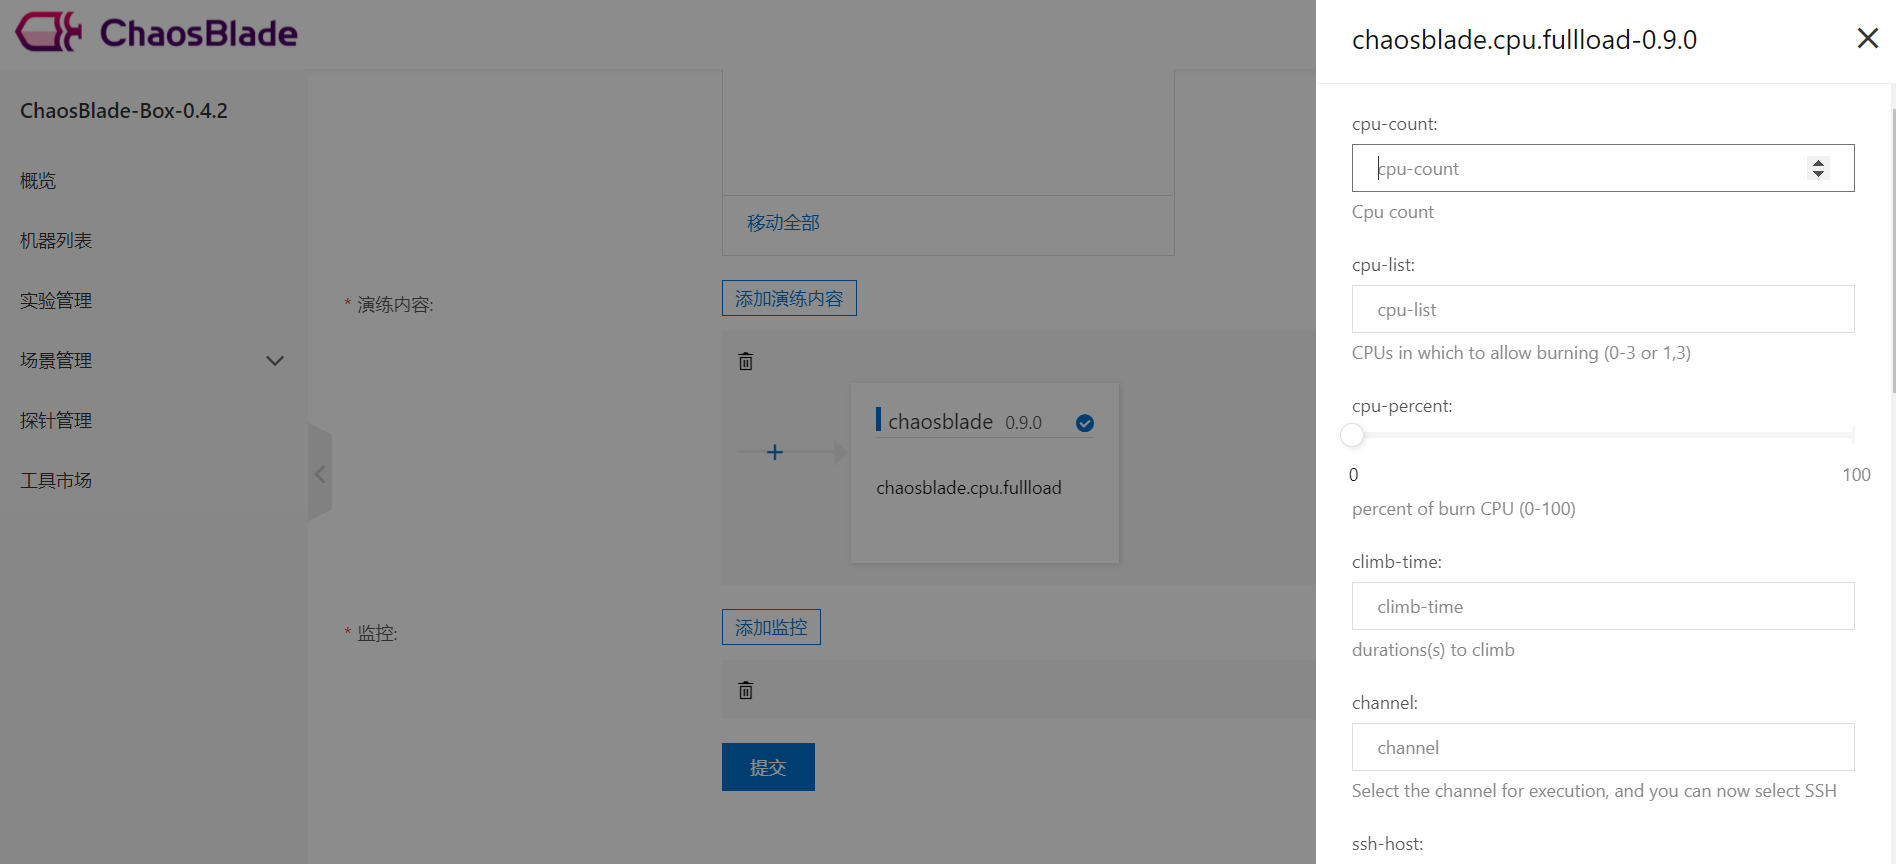 ChaosBlade
ChaosBlade-Box-0.4.2
概览
机器列表
实验管理
场景管理
探针管理
工具市场
移动全部
* 演练内容:
添加演练内容
chaosblade 0.9.0
chaosblade.cpu.fullload
* 监控:
添加监控
提交
chaosblade.cpu.fullload-0.9.0
cpu-count:
cpu-count
Cpu count
cpu-list:
cpu-list
CPUs in which to allow burning (0-3 or 1,3)
cpu-percent:
0 100
percent of burn CPU (0-100)
climb-time:
climb-time
durations(s) to climb
channel:
channel
Select the channel for execution, and you can now select SSH
ssh-host: